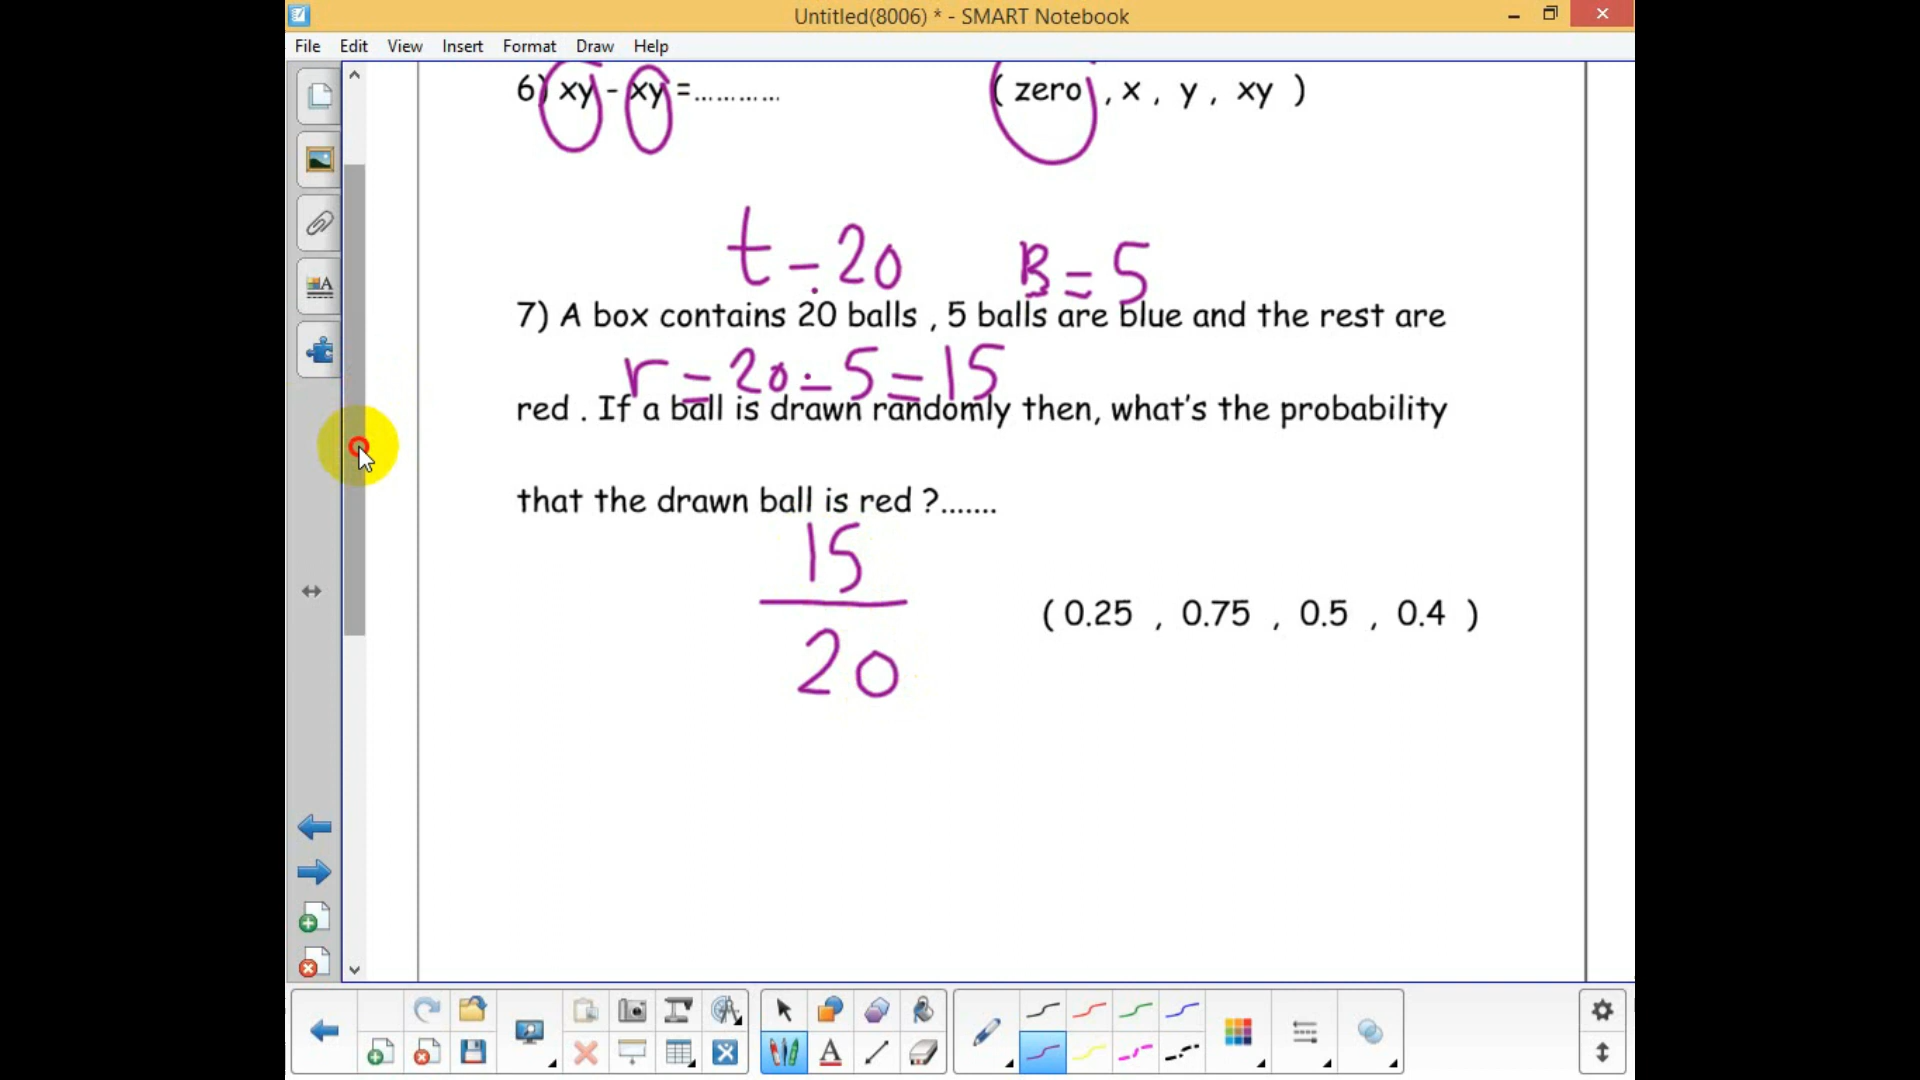 Untitled(8006) * - SMART Notebook
File Edit View Insert Format Draw Help
6) xy - xy =............ ( zero , x , y , xy )
t = 20 B = 5
7) A box contains 20 balls , 5 balls are blue and the rest are
r = 20 - 5 = 15
red . If a ball is drawn randomly then, what's the probability
that the drawn ball is red ?.......
15
20
( 0.25 , 0.75 , 0.5 , 0.4 )